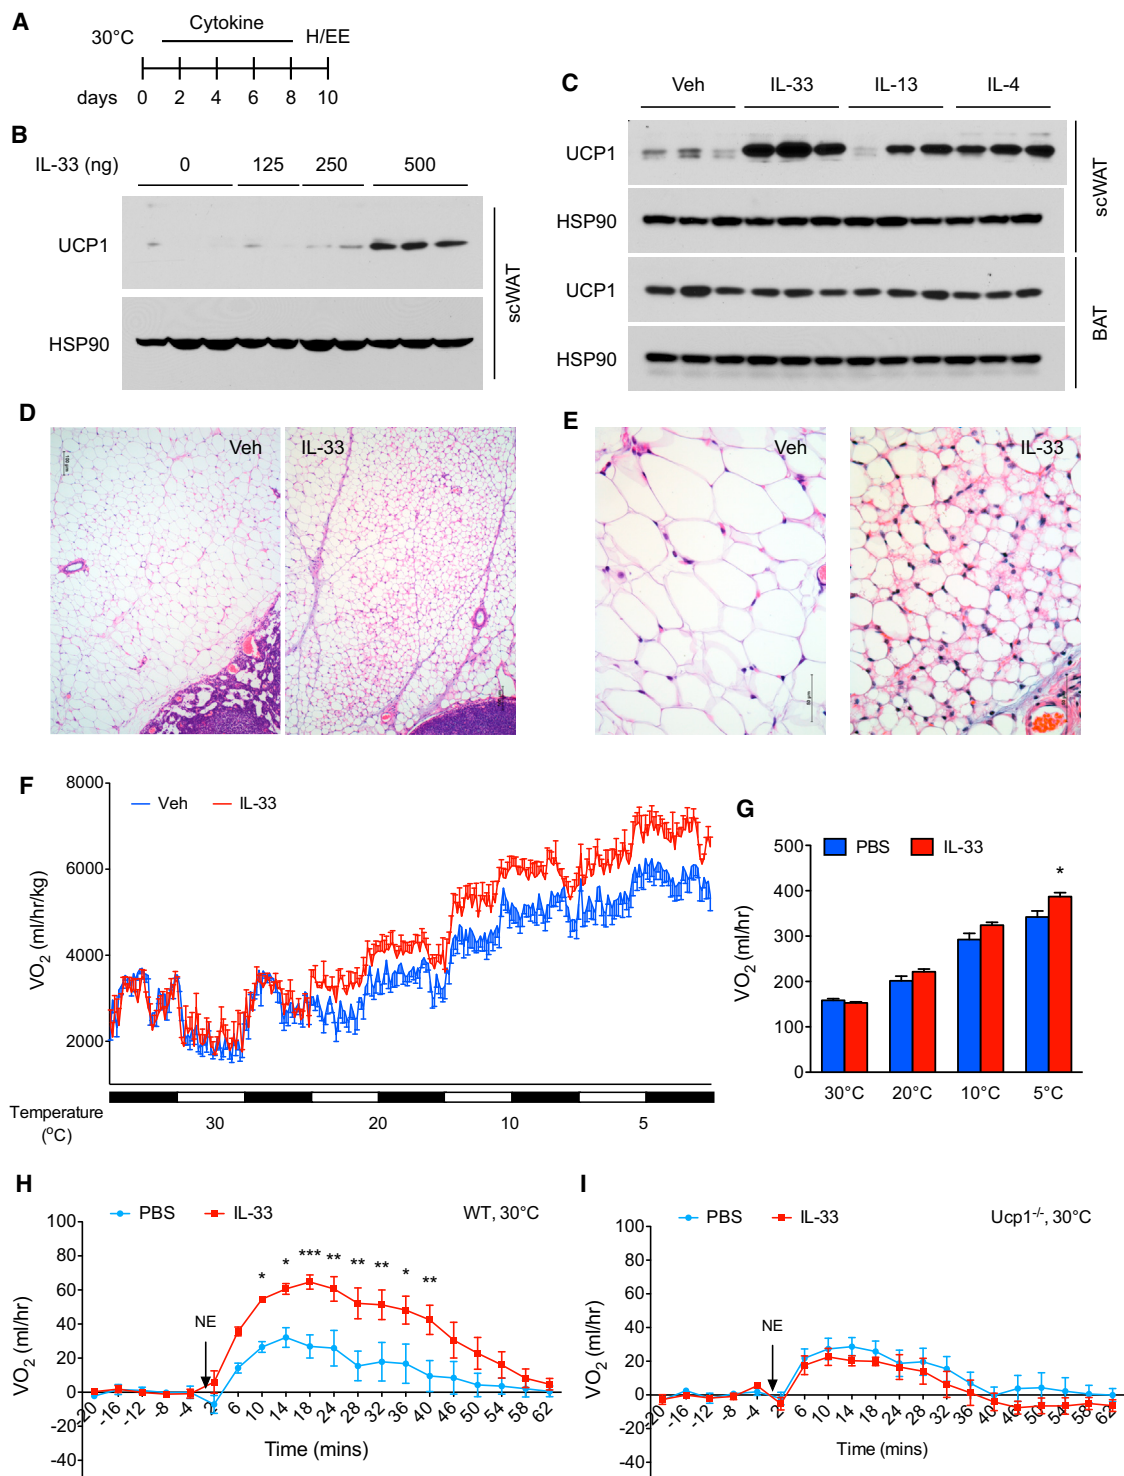 A
Cytokine
30°C H/EE
days 0 2 4 6 8 10
B
IL-33 (ng) 0 125 250 500
UCP1
HSP90
scWAT
C
Veh IL-33 IL-13 IL-4
UCP1
HSP90
scWAT
UCP1
HSP90
BAT
D
Veh
IL-33
100 µm
E
Veh
IL-33
F
8000
6000
4000
2000
VO2 (ml/hr/kg)
Veh IL-33
Temperature
(°C)
30 20 10 5
G
PBS IL-33
500
400
300
200
100
0
VO2 (ml/hr)
*
30°C 20°C 10°C 5°C
H
PBS IL-33 WT, 30°C
100
80
60
40
20
0
-20
-40
VO2 (ml/hr)
NE
* * *** ** ** ** * **
-20 -16 -12 -8 -4 2 6 10 14 18 24 28 32 36 40 46 50 54 58 62
Time (mins)
I
PBS IL-33 Ucp1-/-, 30°C
100
80
60
40
20
0
-20
-40
VO2 (ml/hr)
NE
-20 -16 -12 -8 -4 2 6 10 14 18 24 28 32 36 40 46 50 54 58 62
Time (mins)